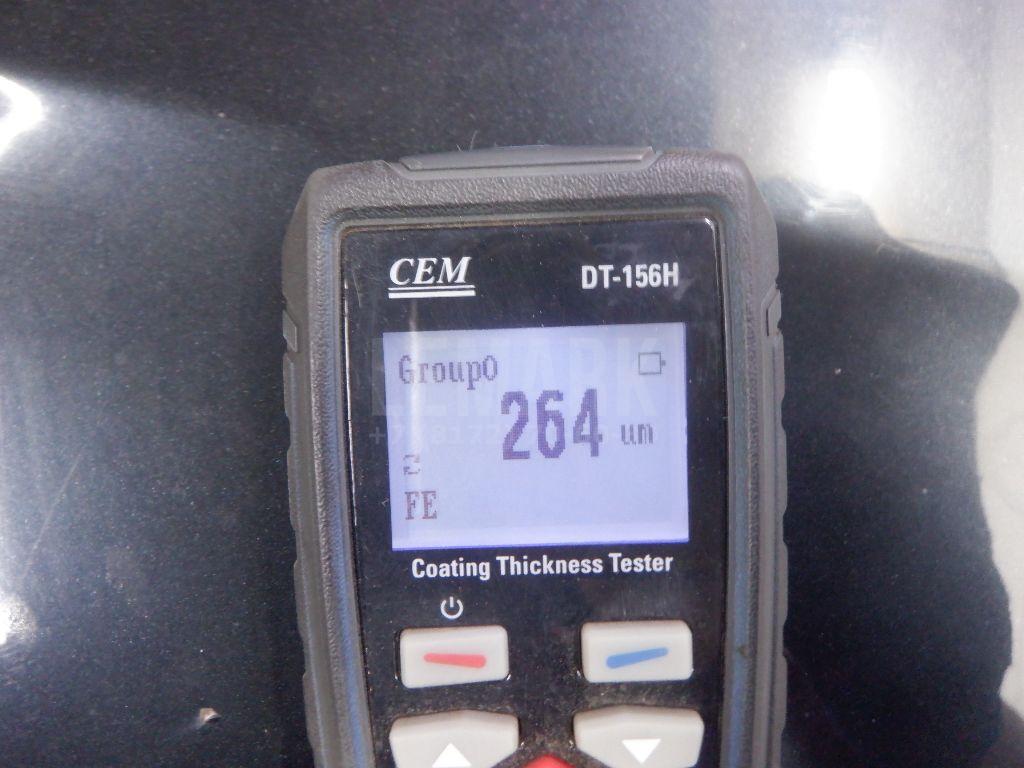 CEM
DT-156H
Group0
264 um
FE
Coating Thickness Tester